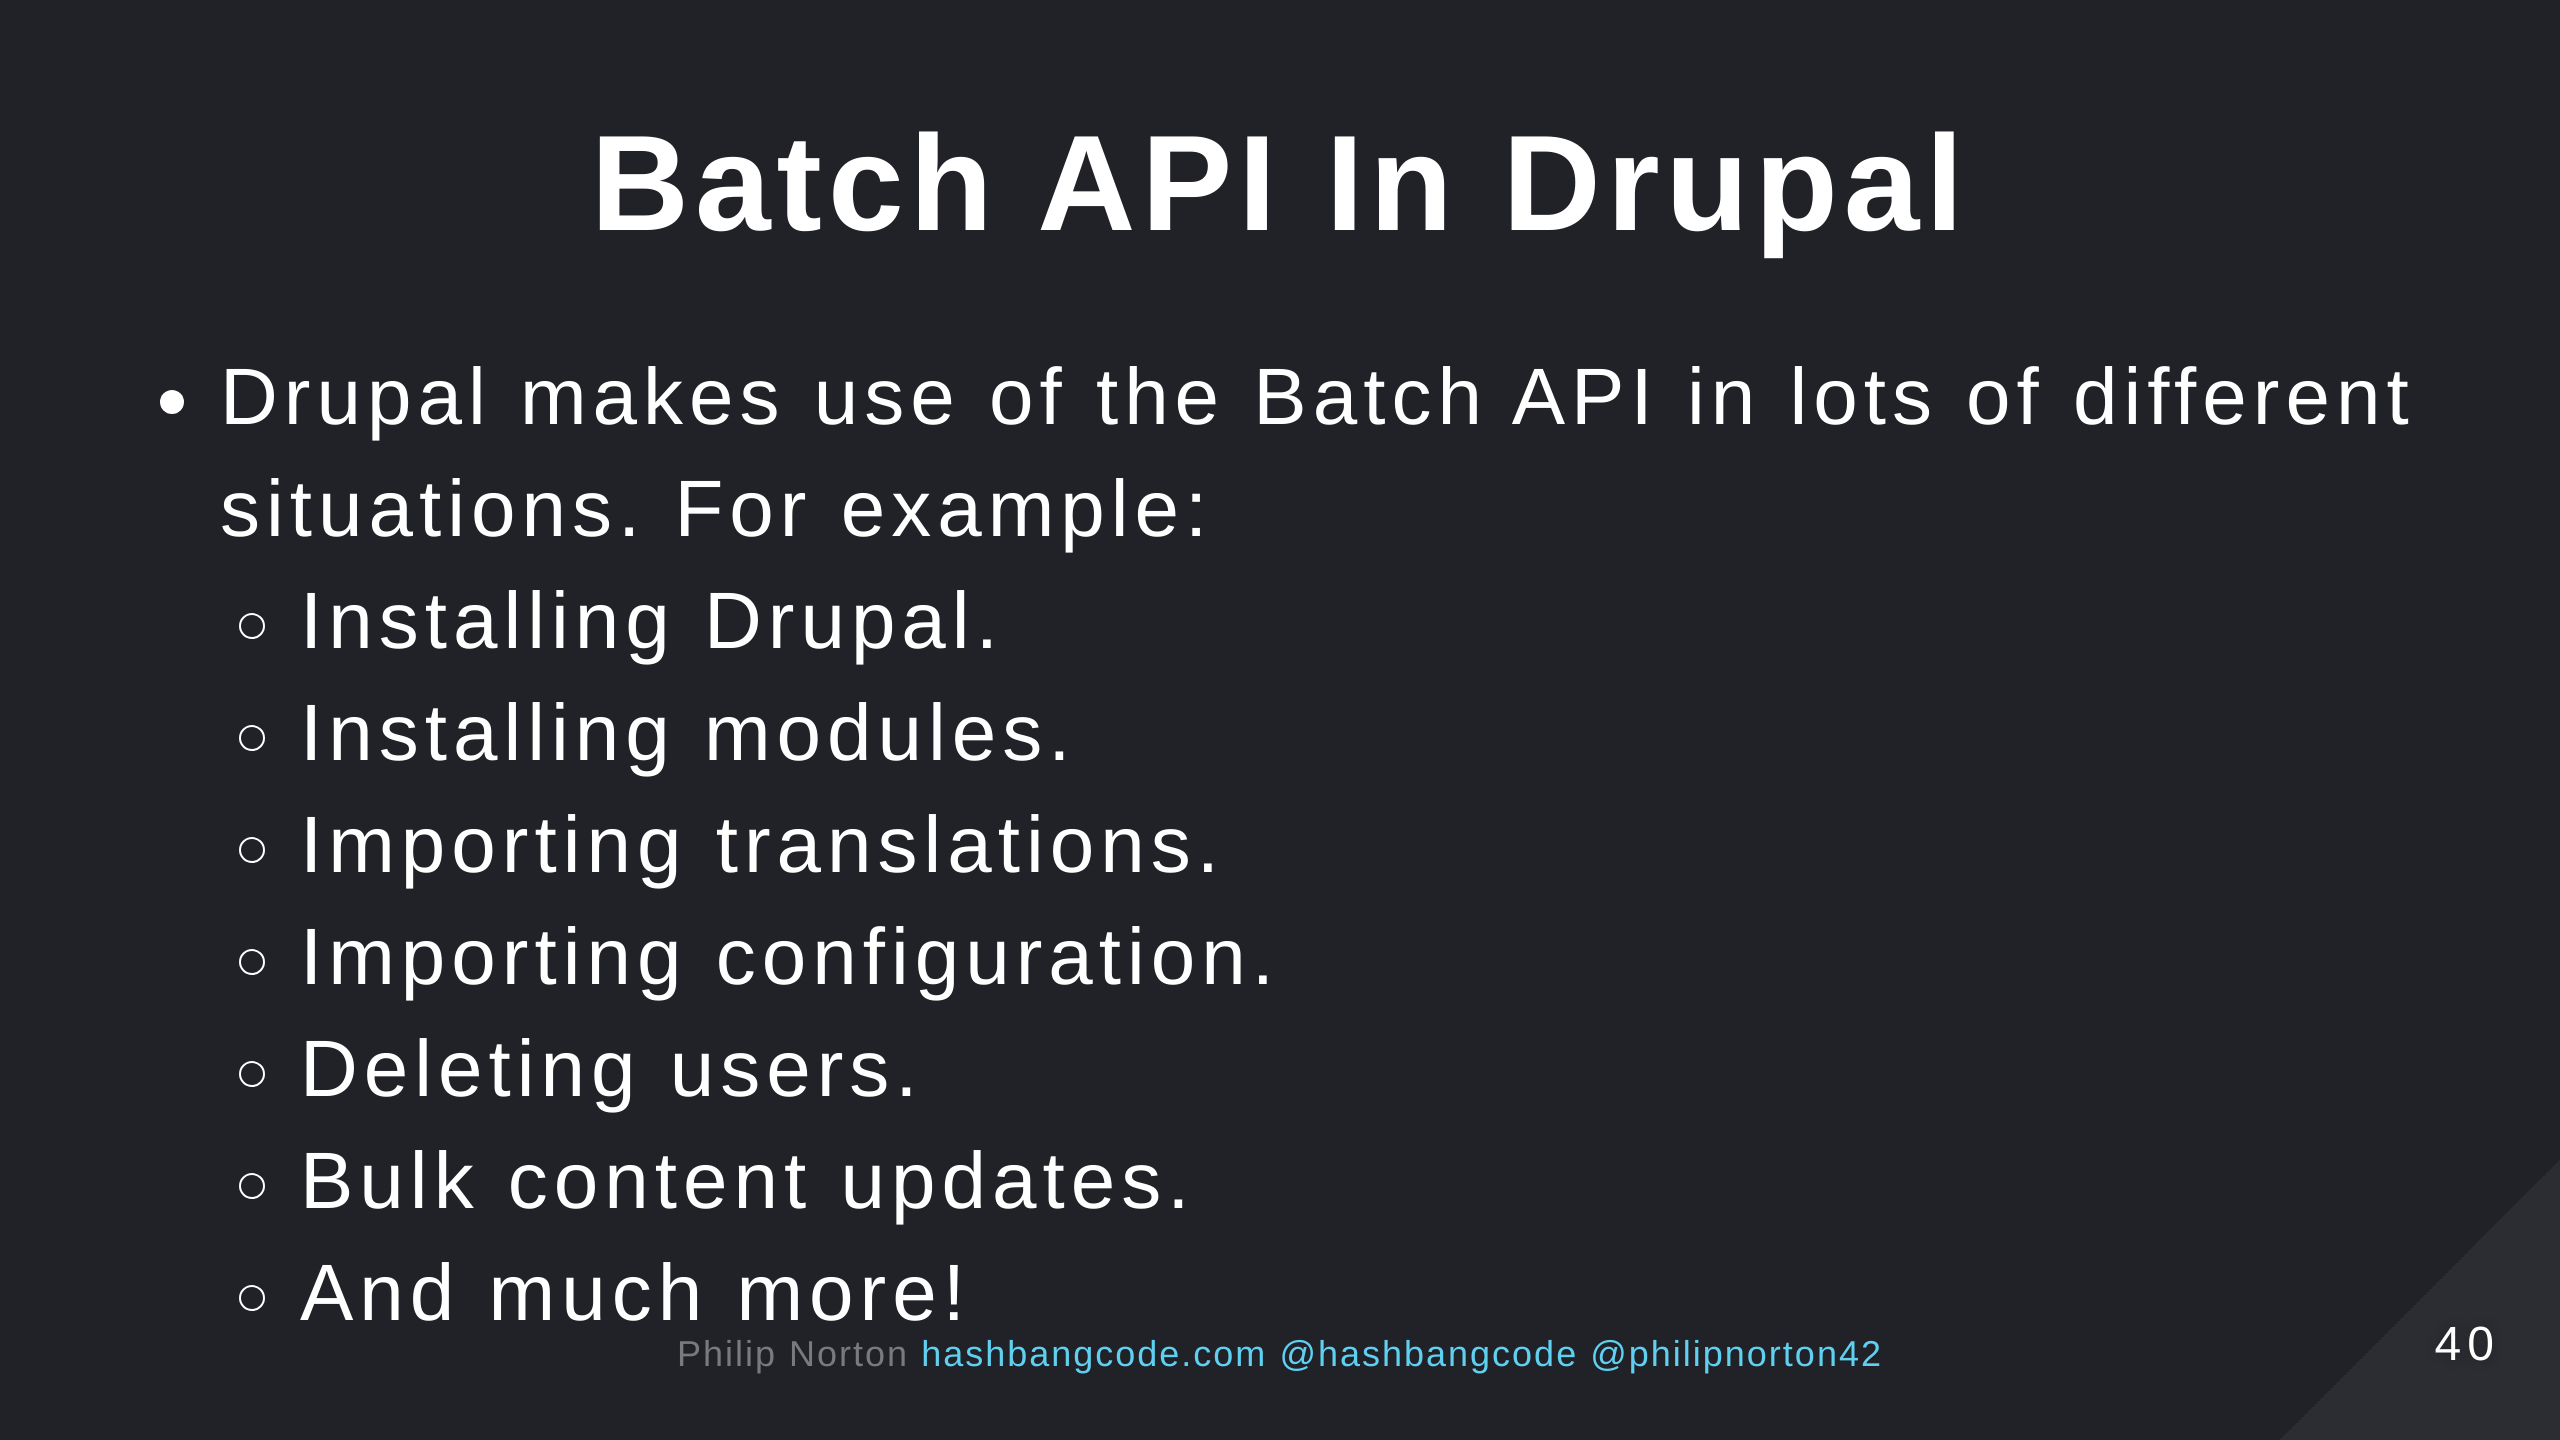 Batch API In Drupal
Drupal makes use of the Batch API in lots of different
situations. For example:
Installing Drupal.
Installing modules.
Importing translations.
Importing configuration.
Deleting users.
Bulk content updates.
And much more!
Philip Norton hashbangcode.com @hashbangcode @philipnorton42
40